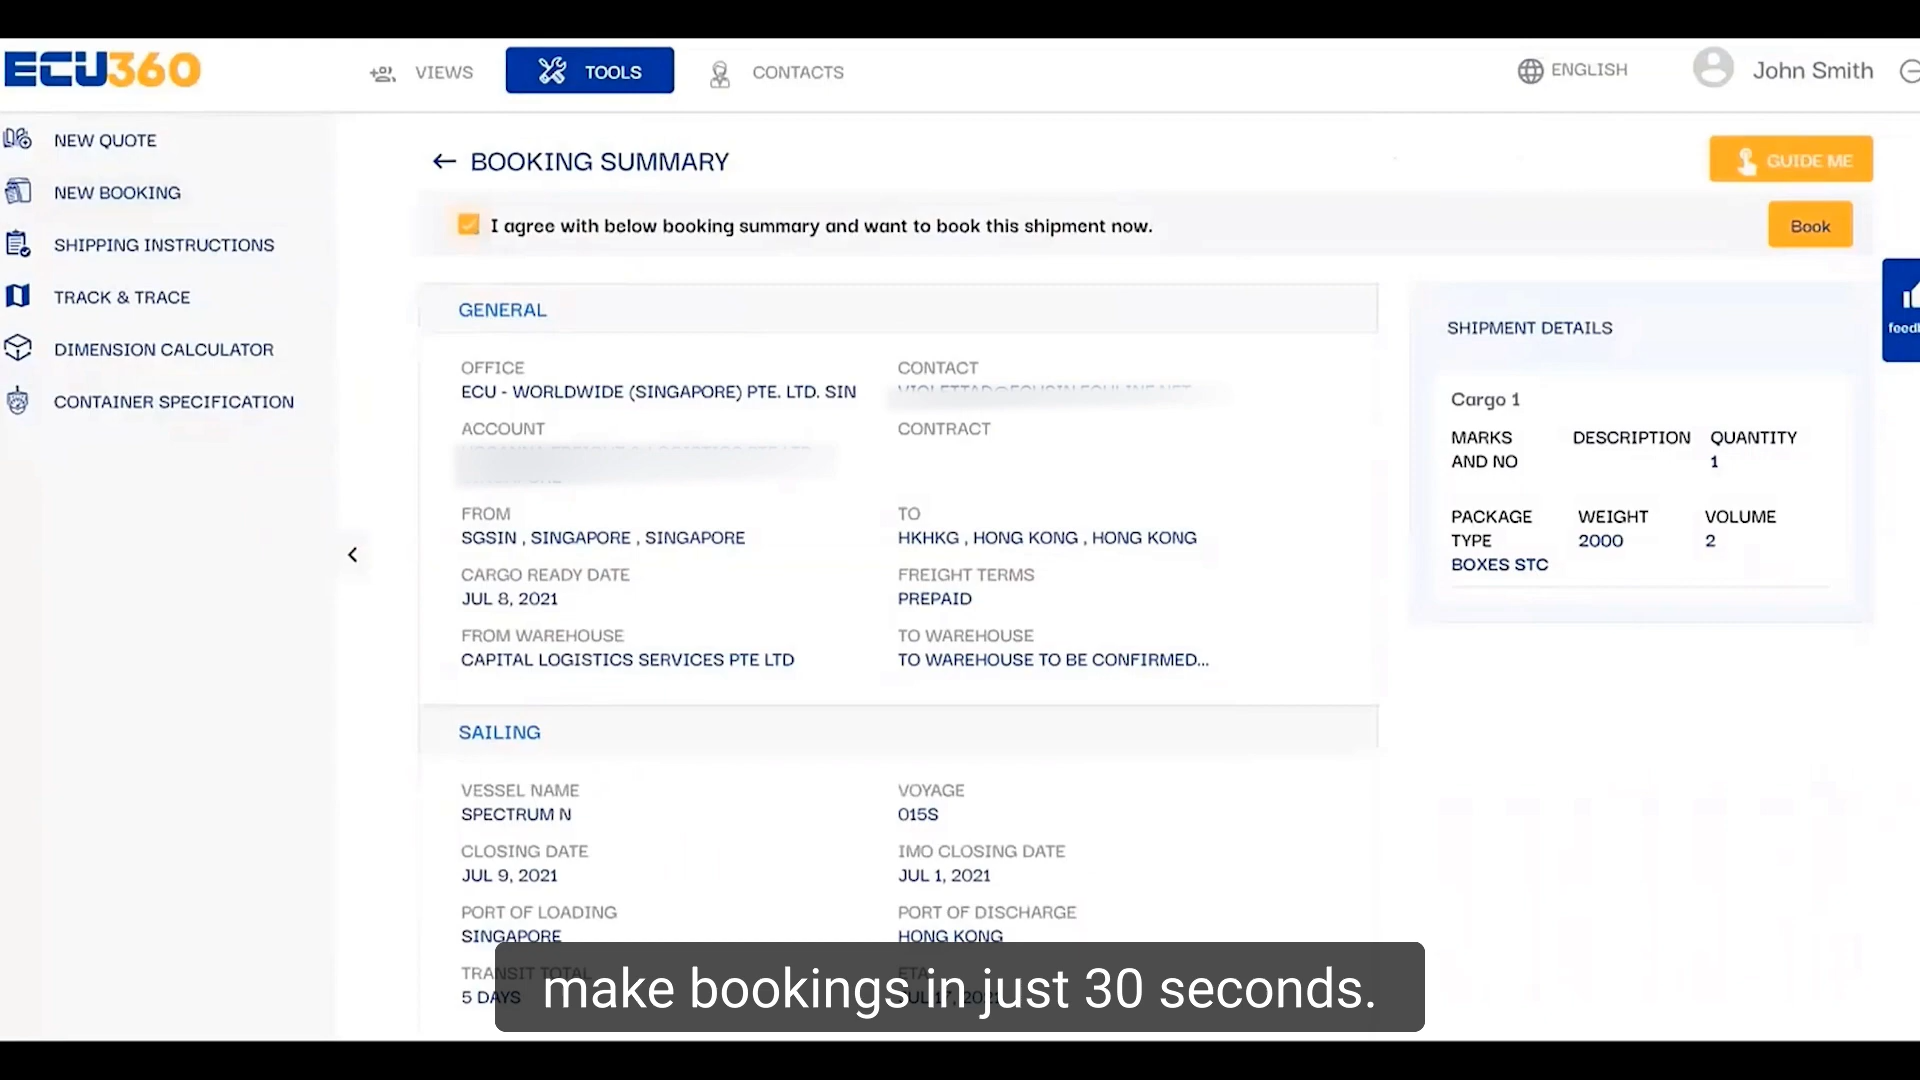 ECU360
VIEWS
TOOLS
CONTACTS
ENGLISH
John Smith
NEW QUOTE
NEW BOOKING
SHIPPING INSTRUCTIONS
TRACK & TRACE
DIMENSION CALCULATOR
CONTAINER SPECIFICATION
BOOKING SUMMARY
GUIDE ME
I agree with below booking summary and want to book this shipment now.
Book
GENERAL
OFFICE
ECU - WORLDWIDE (SINGAPORE) PTE. LTD. SIN
CONTACT
ACCOUNT
CONTRACT
FROM
SGSIN , SINGAPORE , SINGAPORE
TO
HKHKG , HONG KONG , HONG KONG
CARGO READY DATE
JUL 8, 2021
FREIGHT TERMS
PREPAID
FROM WAREHOUSE
CAPITAL LOGISTICS SERVICES PTE LTD
TO WAREHOUSE
TO WAREHOUSE TO BE CONFIRMED...
SAILING
VESSEL NAME
SPECTRUM N
VOYAGE
015S
CLOSING DATE
JUL 9, 2021
IMO CLOSING DATE
JUL 1, 2021
PORT OF LOADING
SINGAPORE
PORT OF DISCHARGE
HONG KONG
TRANSIT TOTAL
5 DAYS
ETA
SHIPMENT DETAILS
Cargo 1
MARKS
AND NO
DESCRIPTION
QUANTITY
1
PACKAGE
TYPE
BOXES STC
WEIGHT
2000
VOLUME
2
make bookings in just 30 seconds.